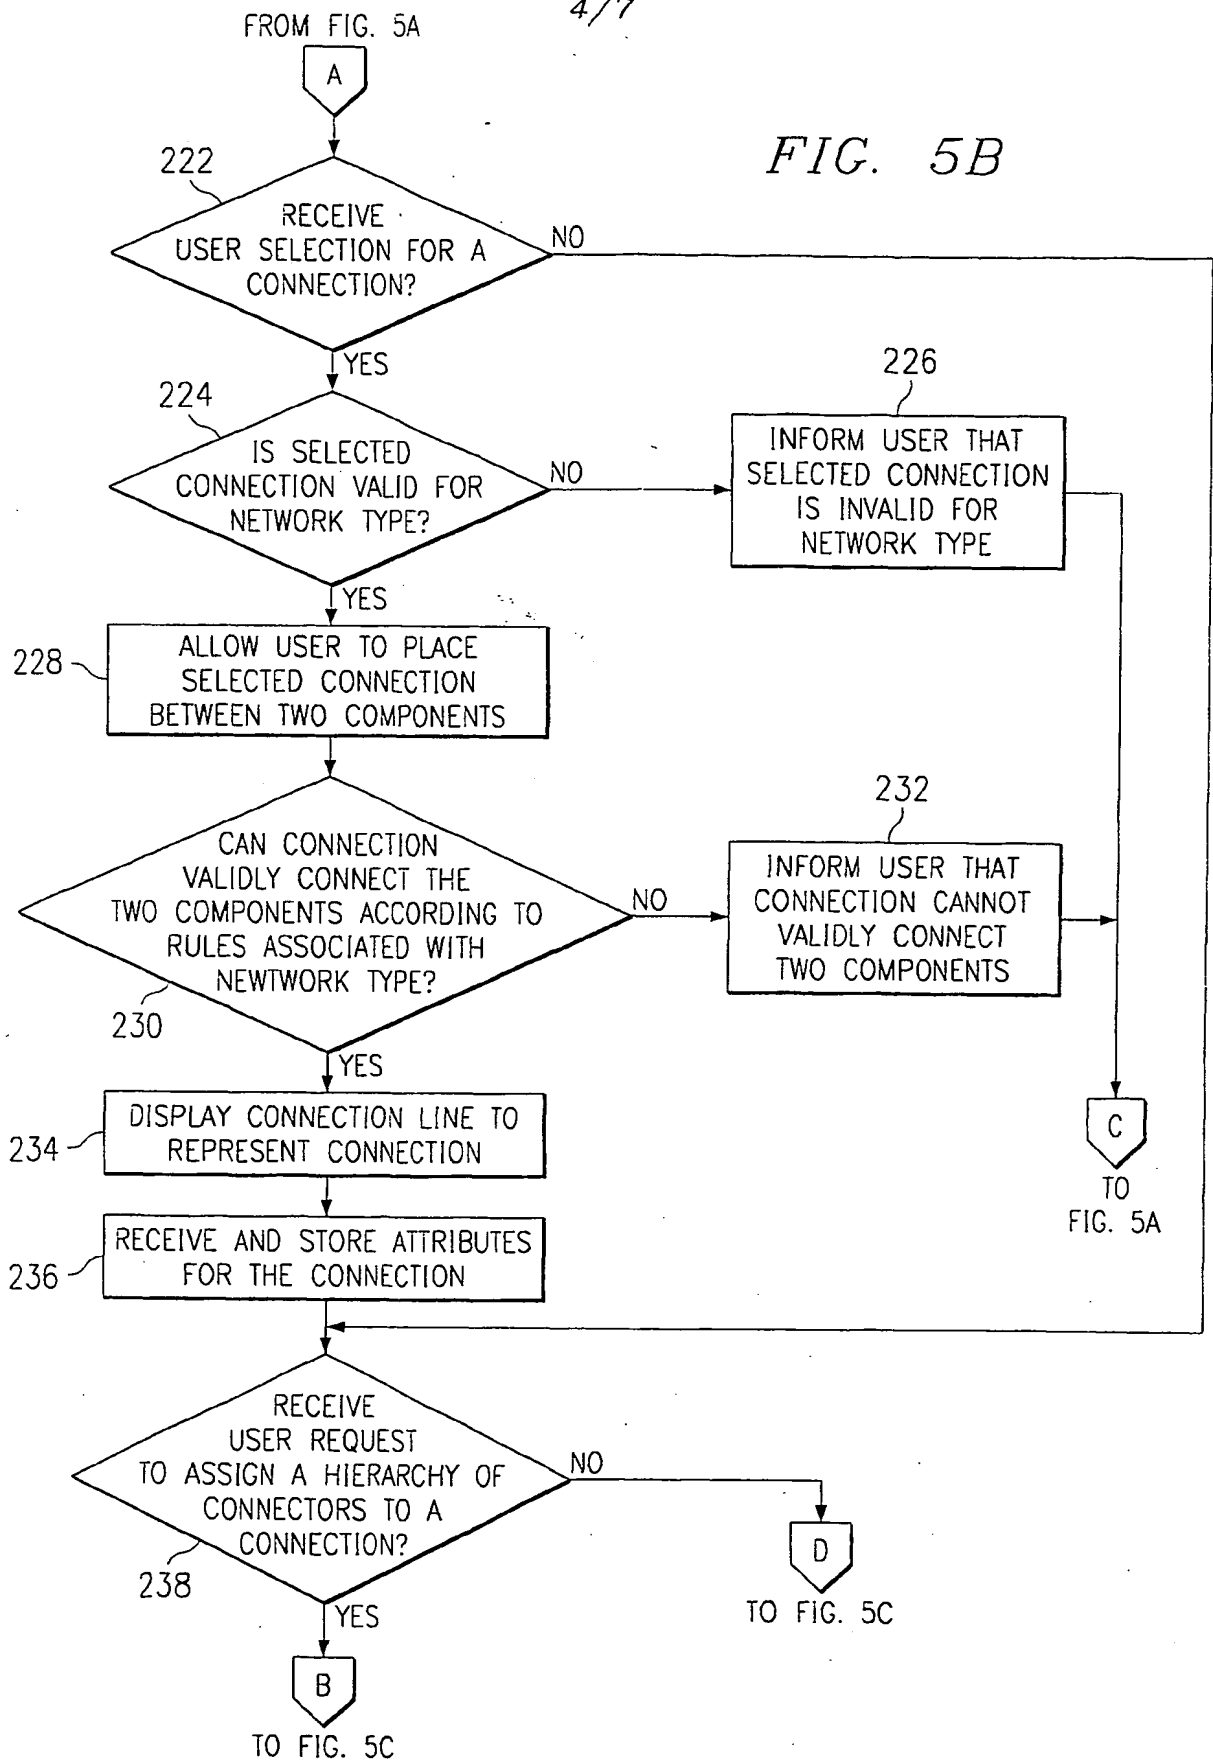 4/7
FROM FIG. 5A
A
FIG. 5B
222
RECEIVE
USER SELECTION FOR A
CONNECTION?
NO
YES
224
IS SELECTED
CONNECTION VALID FOR
NETWORK TYPE?
NO
226
INFORM USER THAT
SELECTED CONNECTION
IS INVALID FOR
NETWORK TYPE
YES
228
ALLOW USER TO PLACE
SELECTED CONNECTION
BETWEEN TWO COMPONENTS
CAN CONNECTION
VALIDLY CONNECT THE
TWO COMPONENTS ACCORDING TO
RULES ASSOCIATED WITH
NEWTWORK TYPE?
230
NO
232
INFORM USER THAT
CONNECTION CANNOT
VALIDLY CONNECT
TWO COMPONENTS
YES
234
DISPLAY CONNECTION LINE TO
REPRESENT CONNECTION
C
TO
FIG. 5A
236
RECEIVE AND STORE ATTRIBUTES
FOR THE CONNECTION
RECEIVE
USER REQUEST
TO ASSIGN A HIERARCHY OF
CONNECTORS TO A
CONNECTION?
238
NO
D
TO FIG. 5C
YES
B
TO FIG. 5C